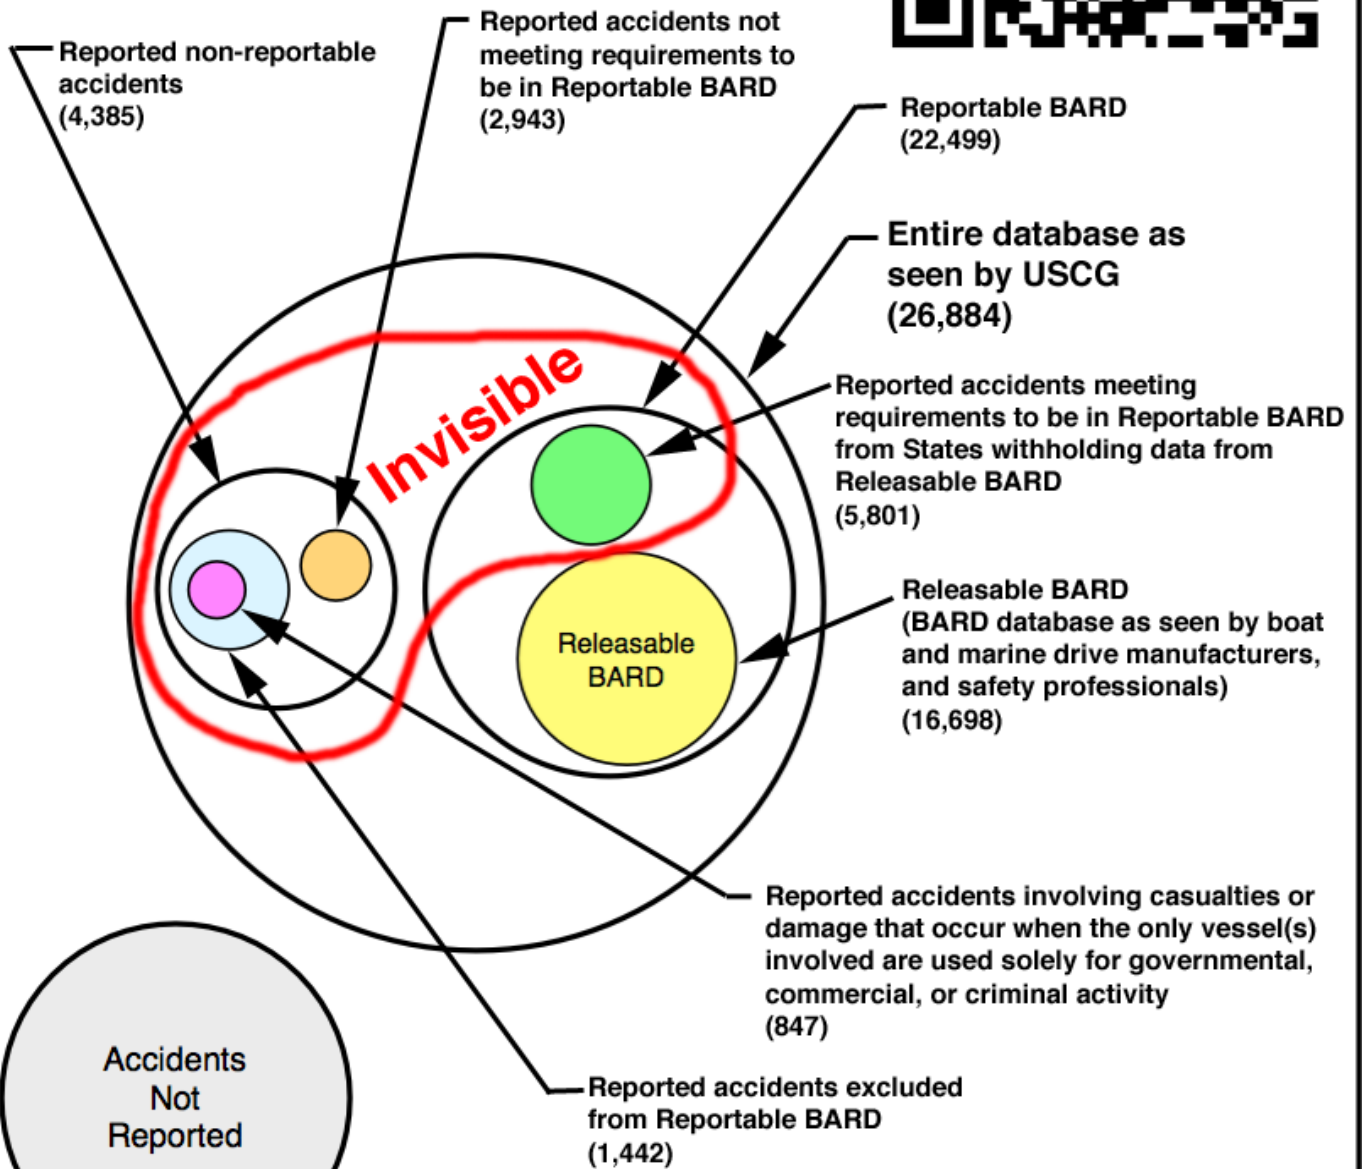 Reported non-reportable
accidents
(4,385)
Reported accidents not
meeting requirements to
be in Reportable BARD
(2,943)
Reportable BARD
(22,499)
Entire database as
seen by USCG
(26,884)
Invisible
Reported accidents meeting
requirements to be in Reportable BARD
from States withholding data from
Releasable BARD
(5,801)
Releasable
BARD
Releasable BARD
(BARD database as seen by boat
and marine drive manufacturers,
and safety professionals)
(16,698)
Reported accidents involving casualties or
damage that occur when the only vessel(s)
involved are used solely for governmental,
commercial, or criminal activity
(847)
Accidents
Not
Reported
Reported accidents excluded
from Reportable BARD
(1,442)